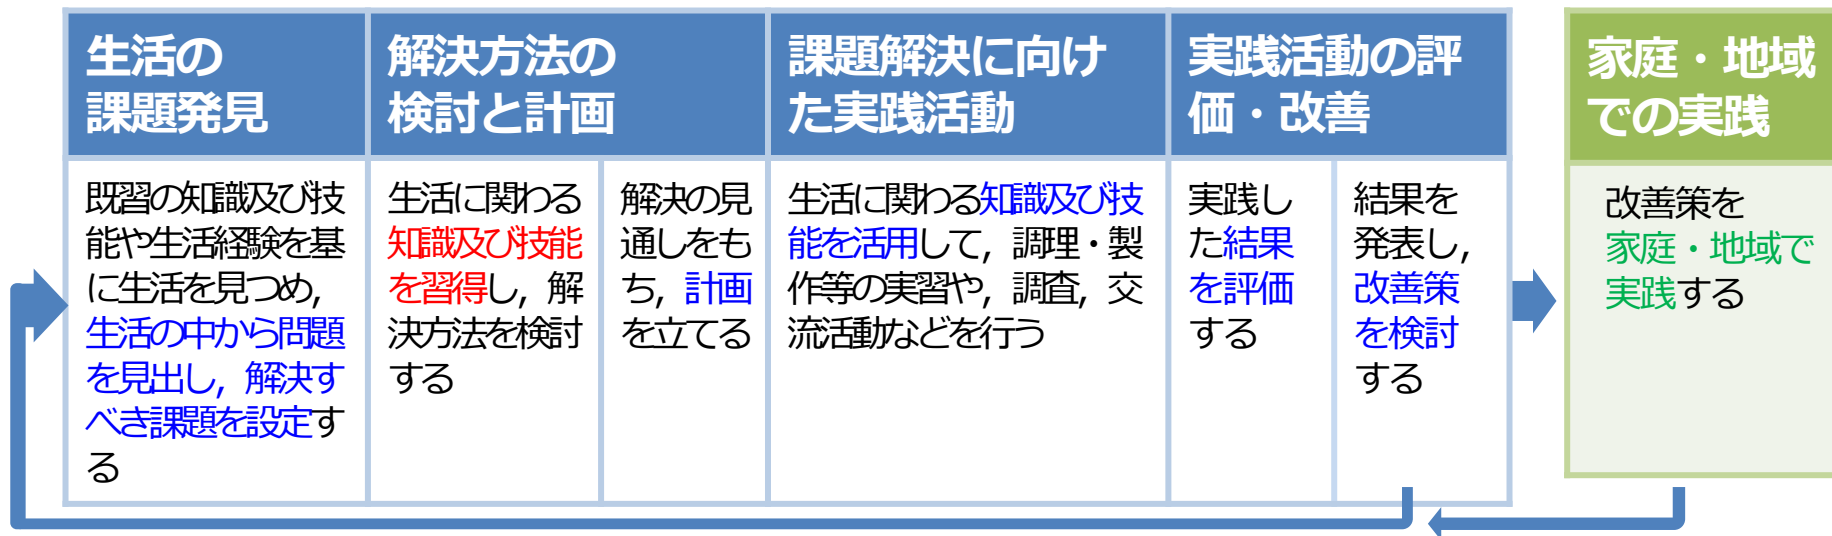 生活の
課題発見
解決方法の
検討と計画
課題解決に向け
た実践活動
実践活動の評
価・改善
家庭・地域
での実践
既習の知識及び技
能や生活経験を基
に生活を見つめ，
生活の中から問題
を見出し，解決す
べき課題を設定す
る
生活に関わる
知識及び技能
を習得し，解
決方法を検討
する
解決の見
通しをも
ち，計画
を立てる
生活に関わる知識及び技
能を活用して，調理・製
作等の実習や，調査，交
流活動などを行う
実践し
た結果
を評価
する
結果を
発表し，
改善策
を検討
する
改善策を
家庭・地域で
実践する